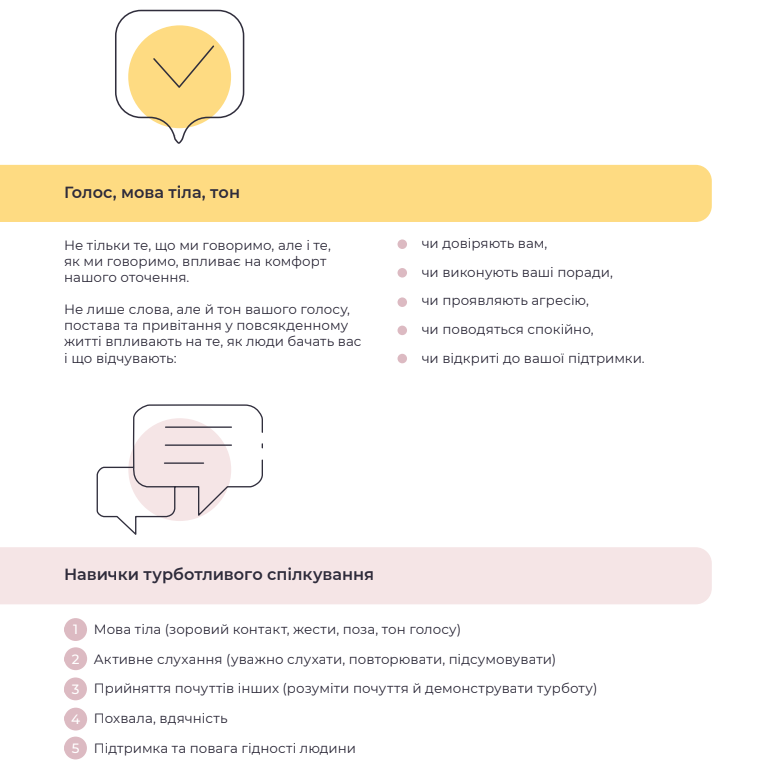 Голос, мова тіла, тон
Не тільки те, що ми говоримо, але і те,
як ми говоримо, впливає на комфорт
нашого оточення.
Не лише слова, але й тон вашого голосу,
постава та привітання у повсякденному
житті впливають на те, як люди бачать вас
і що відчувають:
чи довіряють вам,
чи виконують ваші поради,
чи проявляють агресію,
чи поводяться спокійно,
чи відкриті до вашої підтримки.
Навички турботливого спілкування
1 Мова тіла (зоровий контакт, жести, поза, тон голосу)
2 Активне слухання (уважно слухати, повторювати, підсумовувати)
3 Прийняття почуттів інших (розуміти почуття й демонструвати турботу)
4 Похвала, вдячність
5 Підтримка та повага гідності людини